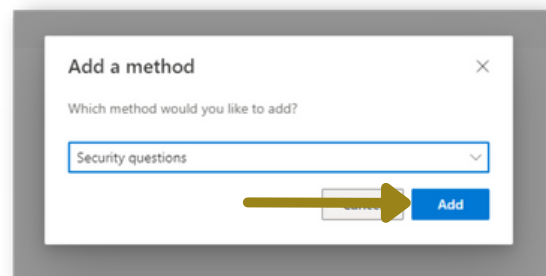 Add a method
Which method would you like to add?
Security questions
Add